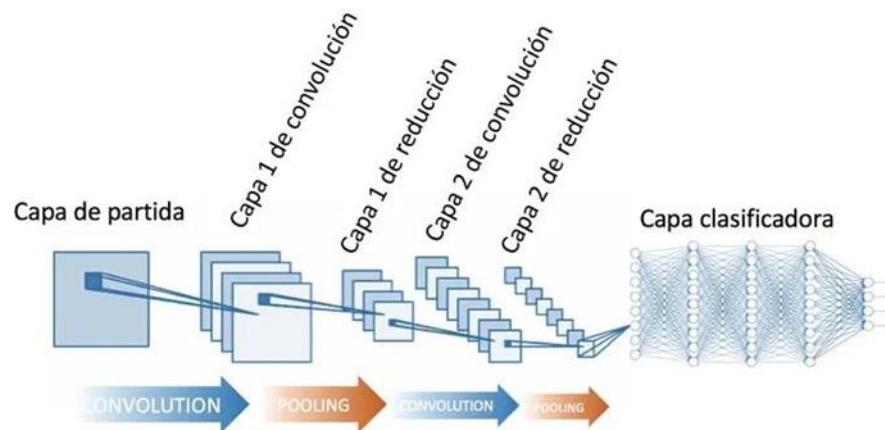 Capa de partida
Capa 1 de convolución
Capa 1 de reducción
Capa 2 de convolución
Capa 2 de reducción
Capa clasificadora
CONVOLUTION
POOLING
CONVOLUTION
POOLING